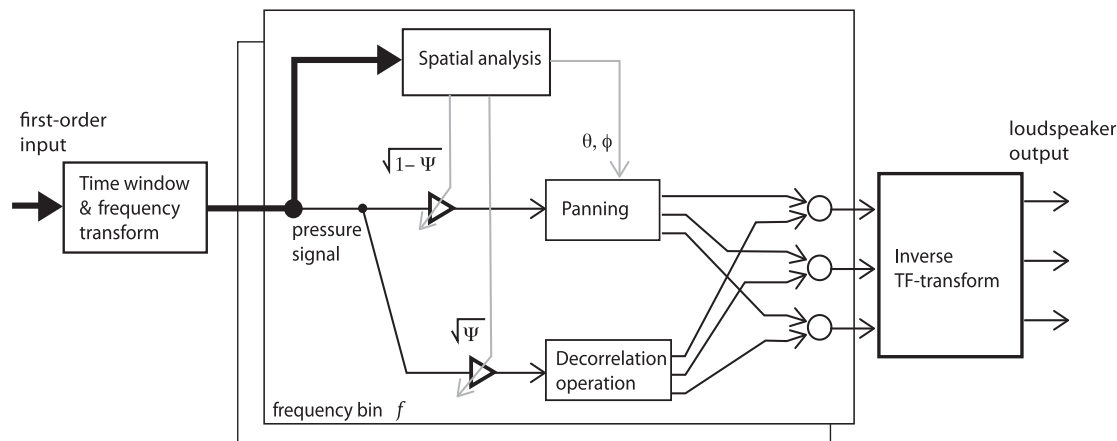 Spatial analysis
first-order
input
loudspeaker
output
θ, ϕ
√1− Ψ
Time window
& frequency
transform
Panning
pressure
signal
Inverse
TF-transform
√Ψ
Decorrelation
operation
frequency bin f